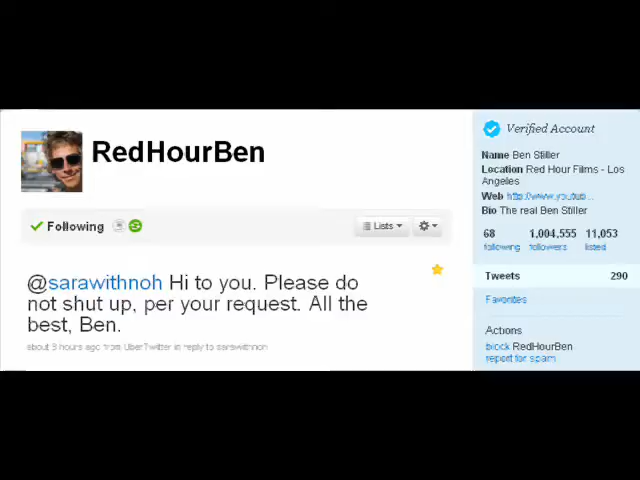 RedHourBen
Following
Lists
@sarawithnoh Hi to you. Please do
not shut up, per your request. All the
best, Ben.
about 8 hours ago from UberTwitter in reply to sarawithnoh
Verified Account
Name Ben Stiller
Location Red Hour Films - Los
Angeles
Web http://www.youtub...
Bio The real Ben Stiller
68 1,004,555 11,053
following followers listed
Tweets 290
Favorites
Actions
block RedHourBen
report for spam